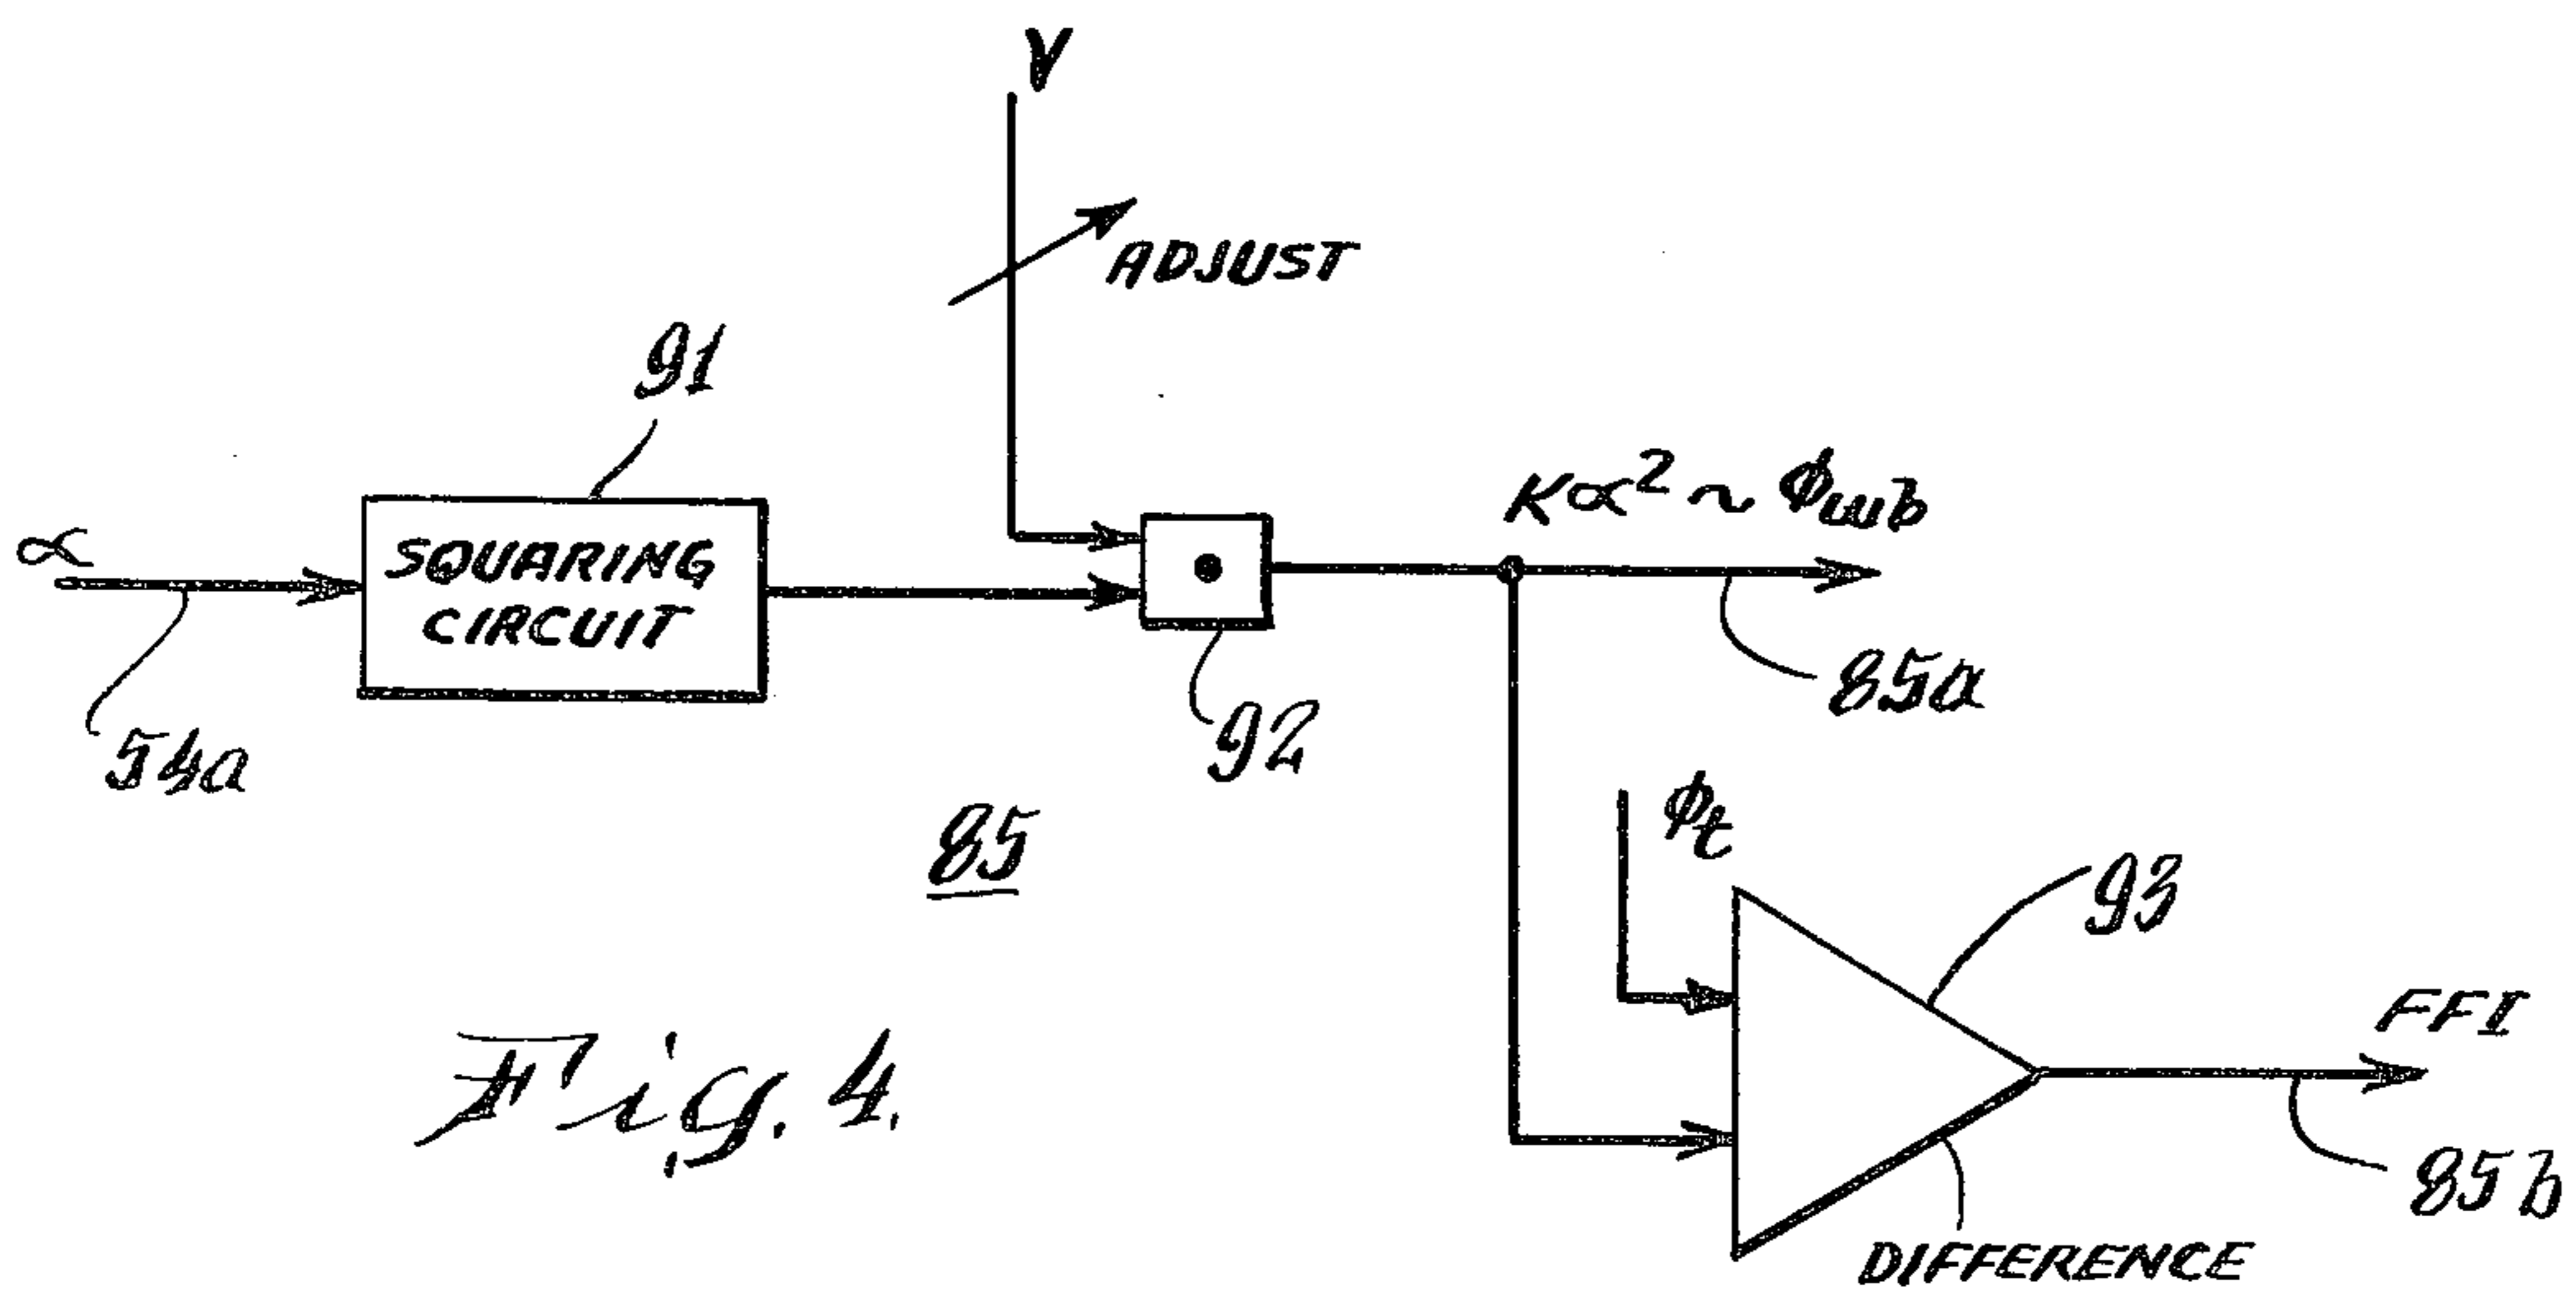 V
ADJUST
91
α
SQUARING
CIRCUIT
54a
92
Kα² ~ ϕwb
85a
85
ϕt
93
FFI
85b
DIFFERENCE
Fig. 4.